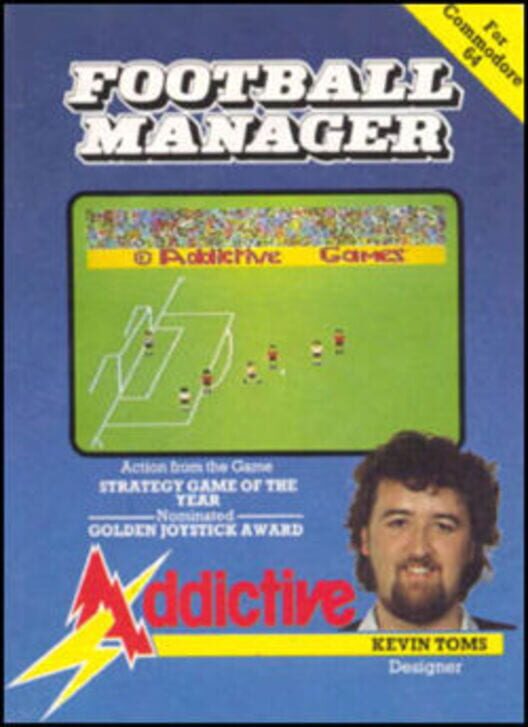 For
Commodore
64
FOOTBALL
MANAGER
© Addictive Games
Action from the Game
STRATEGY GAME OF THE
YEAR
Nominated
GOLDEN JOYSTICK AWARD
Addictive
KEVIN TOMS
Designer